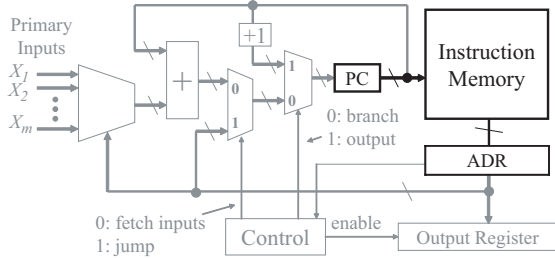 Primary
Inputs
X1
X2
Xm
+1
+
0
1
1
0
PC
Instruction
Memory
0: branch
1: output
ADR
0: fetch inputs
1: jump
Control
enable
Output Register